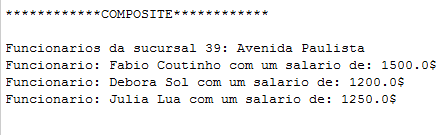 ************COMPOSITE************
Funcionarios da sucursal 39: Avenida Paulista
Funcionario: Fabio Coutinho com um salario de: 1500.0$
Funcionario: Debora Sol com um salario de: 1200.0$
Funcionario: Julia Lua com um salario de: 1250.0$